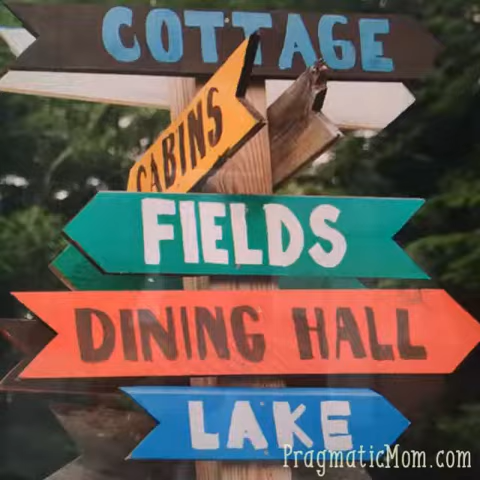 COTTAGE
CABINS
FIELDS
DINING HALL
LAKE
PragmaticMom.com